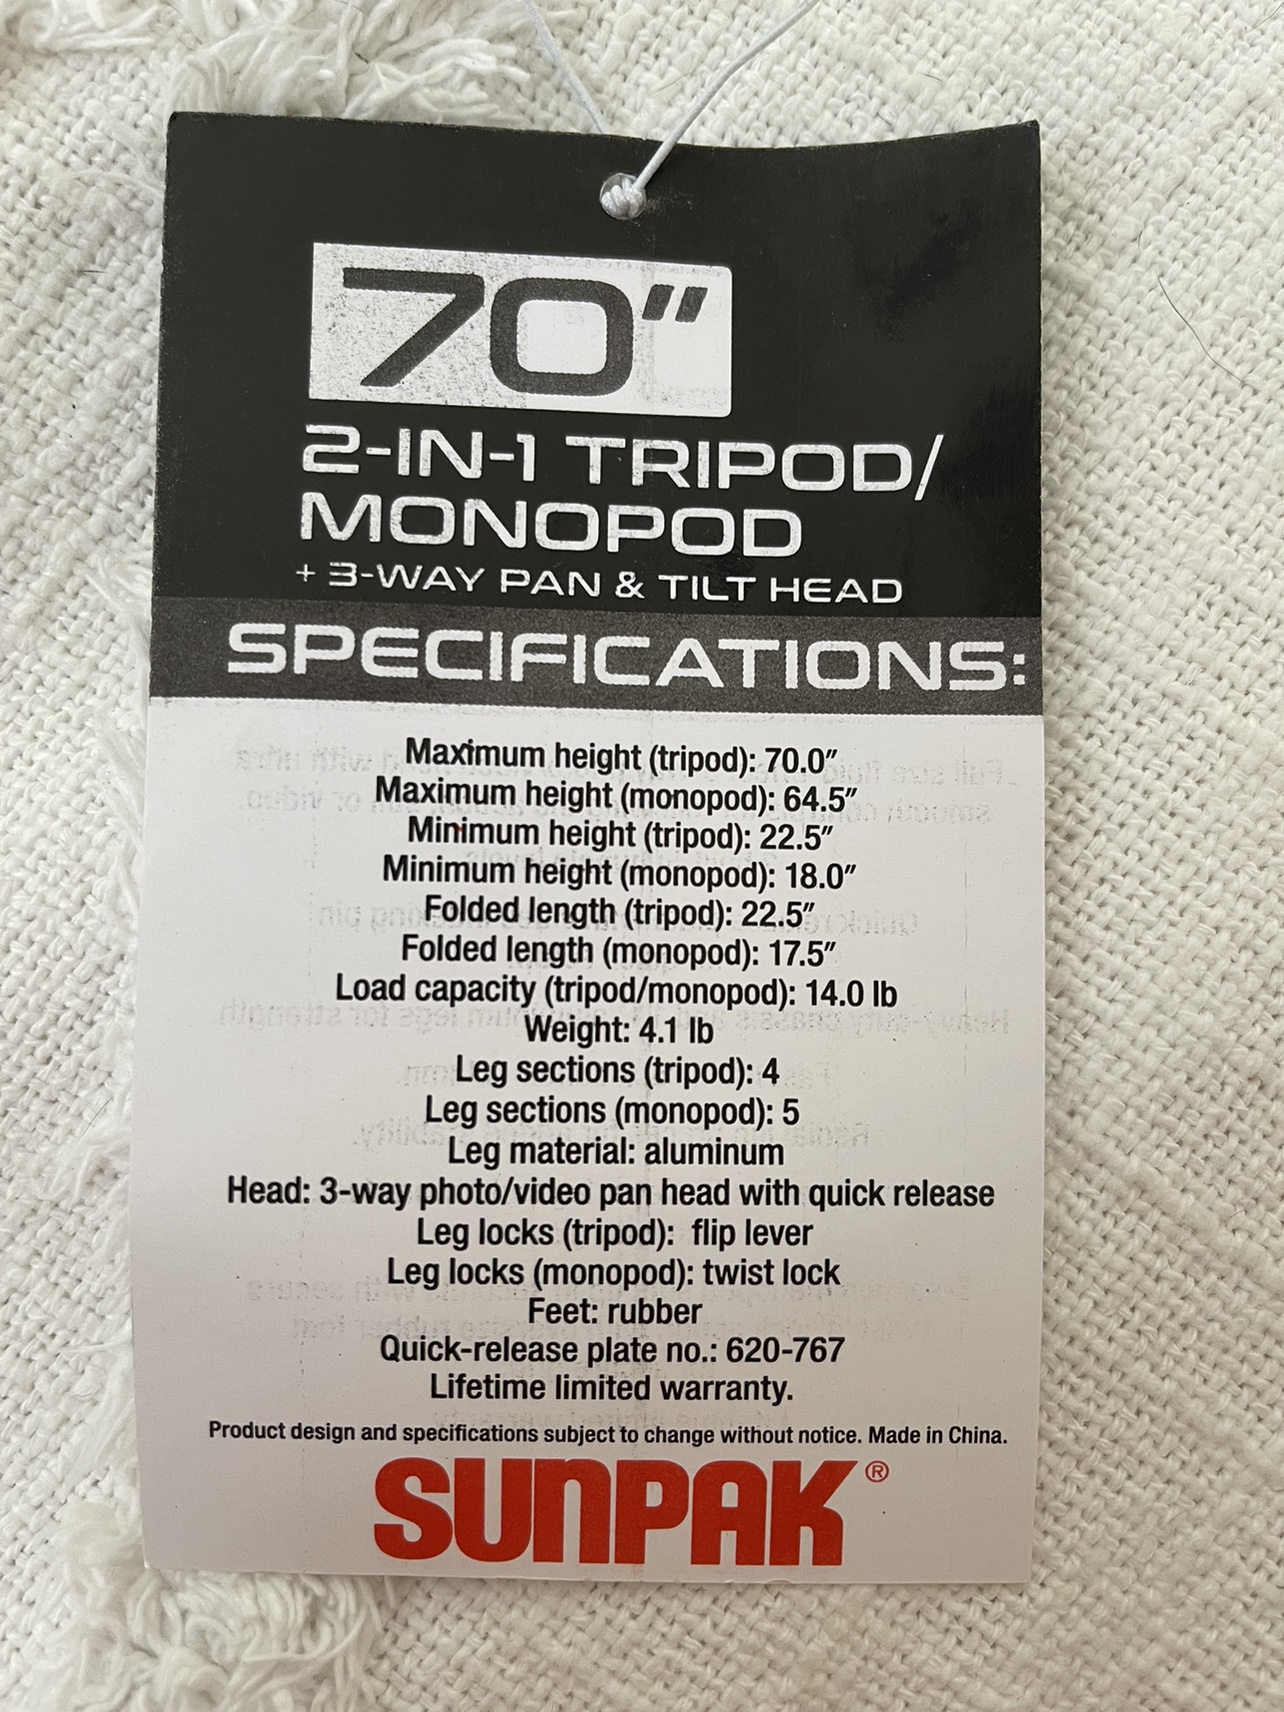 70"
2-IN-1 TRIPOD/
MONOPOD
+ 3-WAY PAN & TILT HEAD
SPECIFICATIONS:
Maximum height (tripod): 70.0"
Maximum height (monopod): 64.5"
Minimum height (tripod): 22.5"
Minimum height (monopod): 18.0"
Folded length (tripod): 22.5"
Folded length (monopod): 17.5"
Load capacity (tripod/monopod): 14.0 lb
Weight: 4.1 lb
Leg sections (tripod): 4
Leg sections (monopod): 5
Leg material: aluminum
Head: 3-way photo/video pan head with quick release
Leg locks (tripod): flip lever
Leg locks (monopod): twist lock
Feet: rubber
Quick-release plate no.: 620-767
Lifetime limited warranty.
Product design and specifications subject to change without notice. Made in China.
SUNPAK®